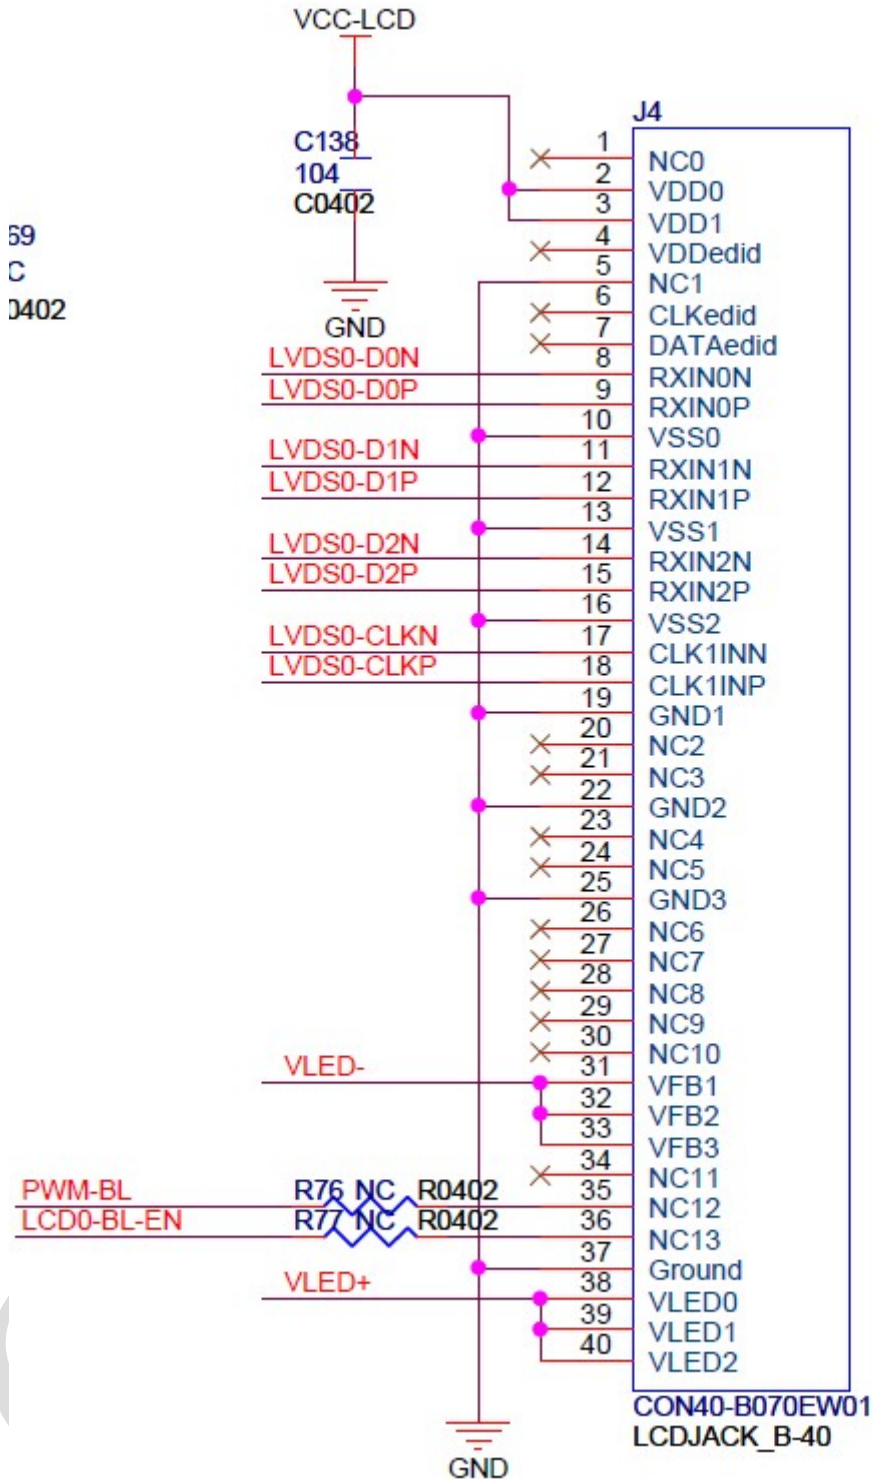 VCC-LCD
J4
C138
104
C0402
69
C
0402
GND
1 NC0
2 VDD0
3 VDD1
4 VDDedid
5 NC1
6 CLKedid
7 DATAedid
LVDS0-D0N 8 RXIN0N
LVDS0-D0P 9 RXIN0P
10 VSS0
LVDS0-D1N 11 RXIN1N
LVDS0-D1P 12 RXIN1P
13 VSS1
LVDS0-D2N 14 RXIN2N
LVDS0-D2P 15 RXIN2P
16 VSS2
LVDS0-CLKN 17 CLK1INN
LVDS0-CLKP 18 CLK1INP
19 GND1
20 NC2
21 NC3
22 GND2
23 NC4
24 NC5
25 GND3
26 NC6
27 NC7
28 NC8
29 NC9
30 NC10
VLED- 31 VFB1
32 VFB2
33 VFB3
34 NC11
PWM-BL R76 NC R0402 35 NC12
LCD0-BL-EN R77 NC R0402 36 NC13
37 Ground
VLED+ 38 VLED0
39 VLED1
40 VLED2
CON40-B070EW01
LCDJACK_B-40
GND